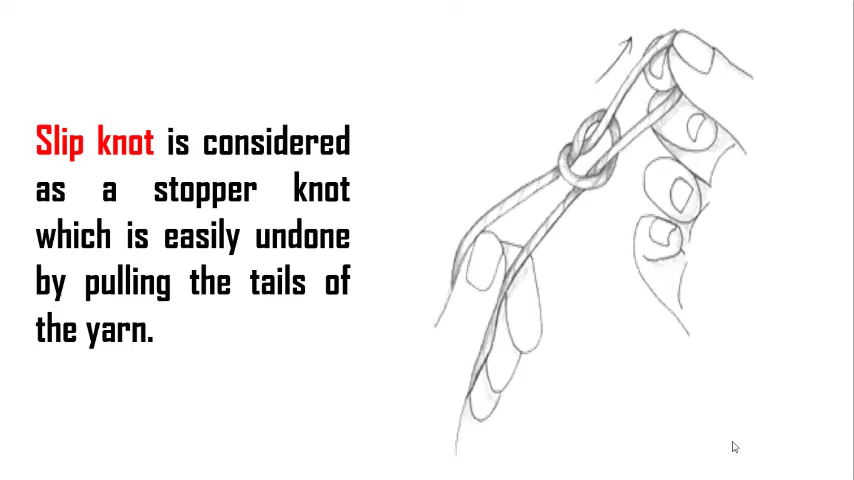 Slip knot is considered
as a stopper knot
which is easily undone
by pulling the tails of
the yarn.